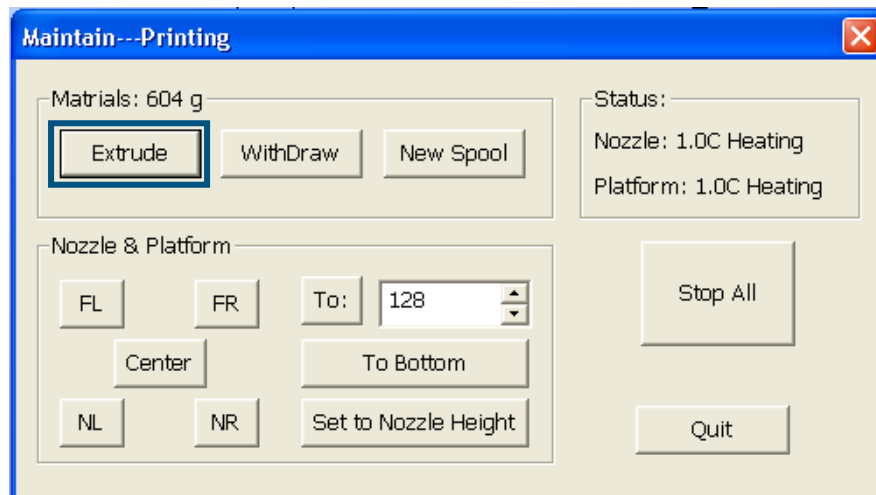 Maintain---Printing
Matrials: 604 g
Extrude WithDraw New Spool
Status:
Nozzle: 1.0C Heating
Platform: 1.0C Heating
Nozzle & Platform
FL FR To: 128
Center To Bottom
NL NR Set to Nozzle Height
Stop All
Quit